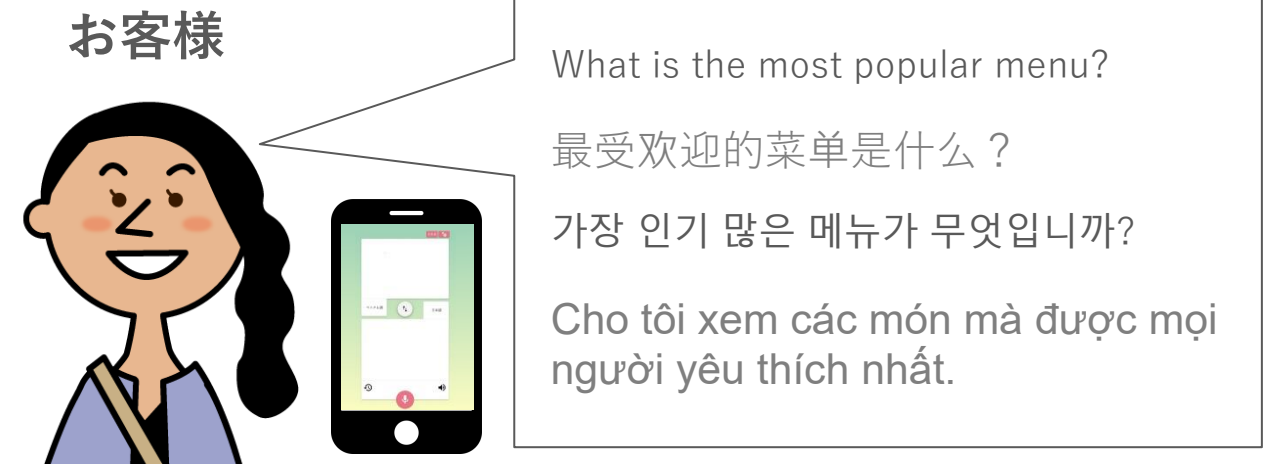 お客様
What is the most popular menu?
最受欢迎的菜单是什么？
가장 인기 많은 메뉴가 무엇입니까?
Cho tôi xem các món mà được mọi
người yêu thích nhất.